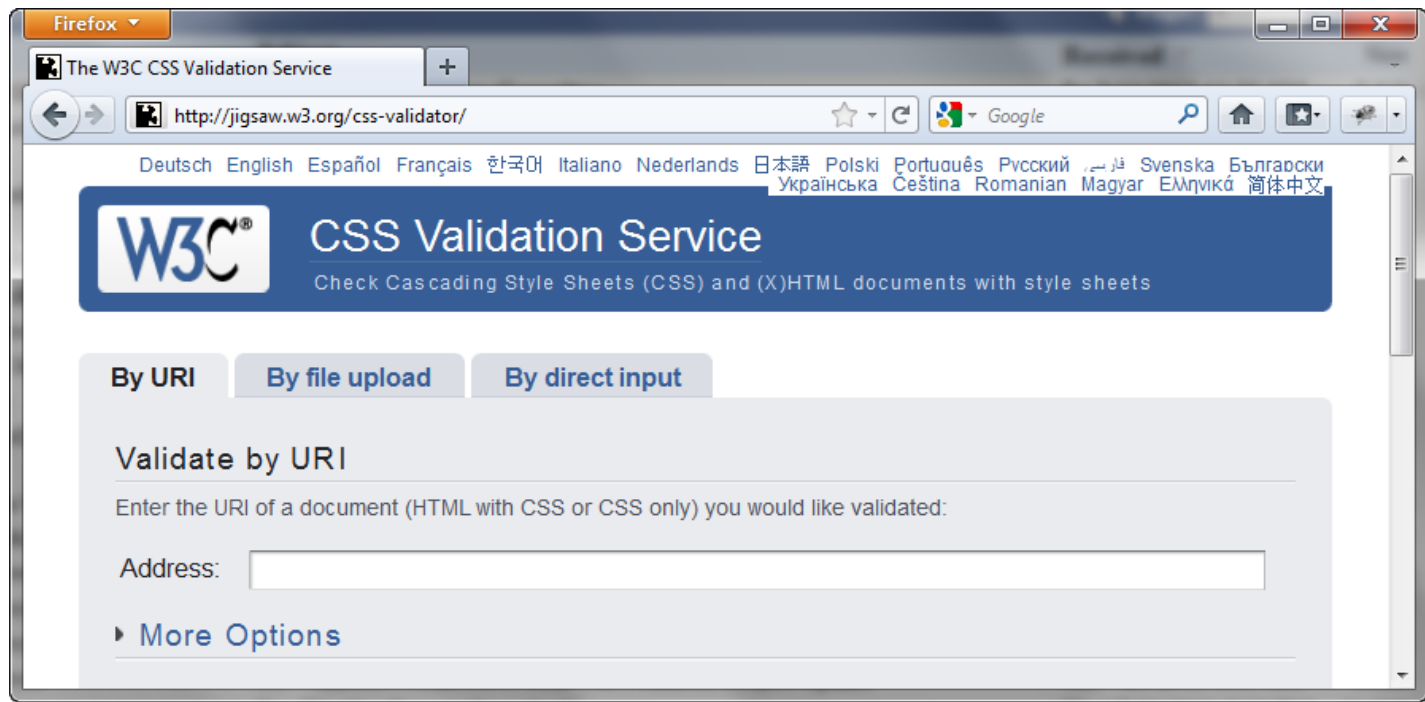 Firefox
The W3C CSS Validation Service
http://jigsaw.w3.org/css-validator/
Google
Deutsch English Español Français 한국어 Italiano Nederlands 日本語 Polski Português Русский فارسی Svenska Български
Українська Čeština Romanian Magyar Ελληνικά 简体中文
W3C®
CSS Validation Service
Check Cascading Style Sheets (CSS) and (X)HTML documents with style sheets
By URI By file upload By direct input
Validate by URI
Enter the URI of a document (HTML with CSS or CSS only) you would like validated:
Address:
More Options